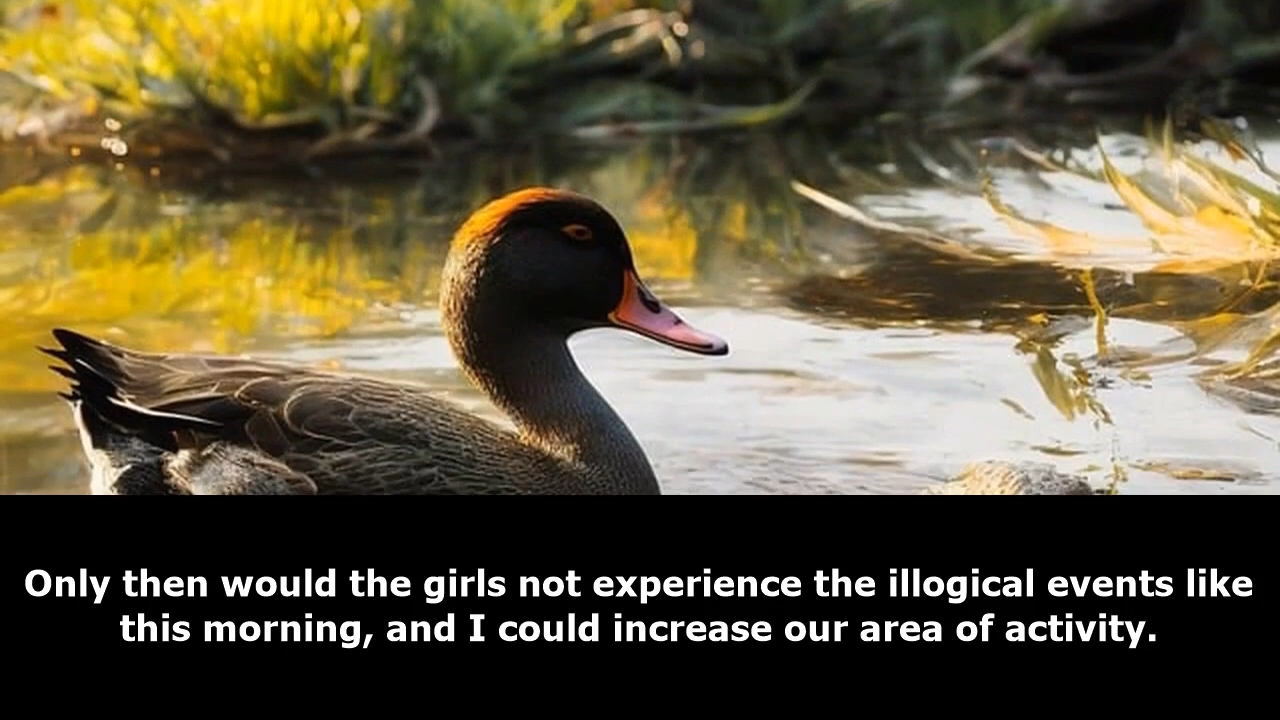 Only then would the girls not experience the illogical events like
this morning, and I could increase our area of activity.